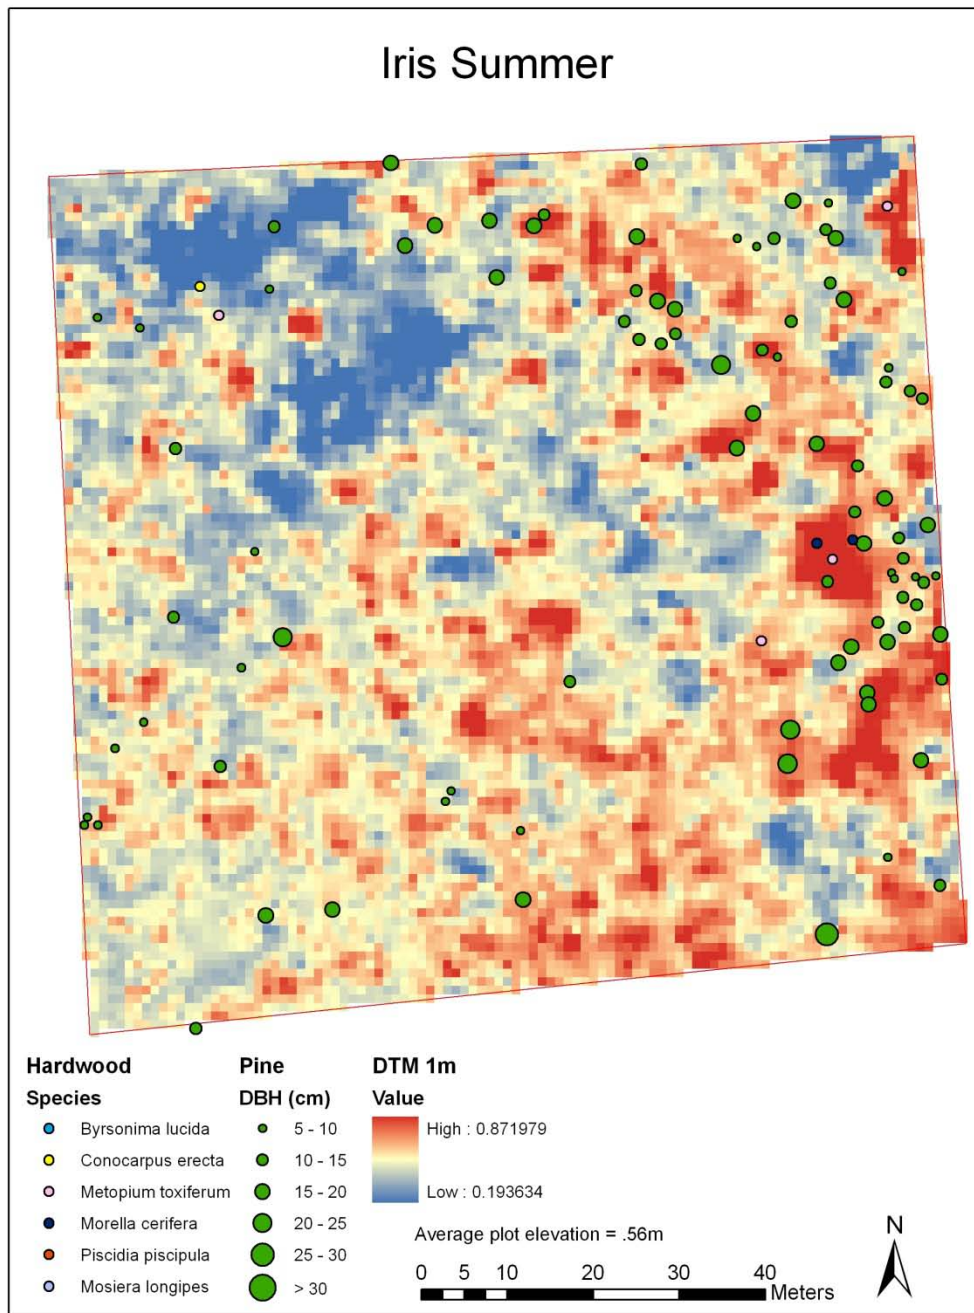 Iris Summer
Hardwood
Species
Byrsonima lucida
Conocarpus erecta
Metopium toxiferum
Morella cerifera
Piscidia piscipula
Mosiera longipes
Pine
DBH (cm)
5 - 10
10 - 15
15 - 20
20 - 25
25 - 30
> 30
DTM 1m
Value
High : 0.871979
Low : 0.193634
Average plot elevation = .56m
0 5 10 20 30 40
Meters
N